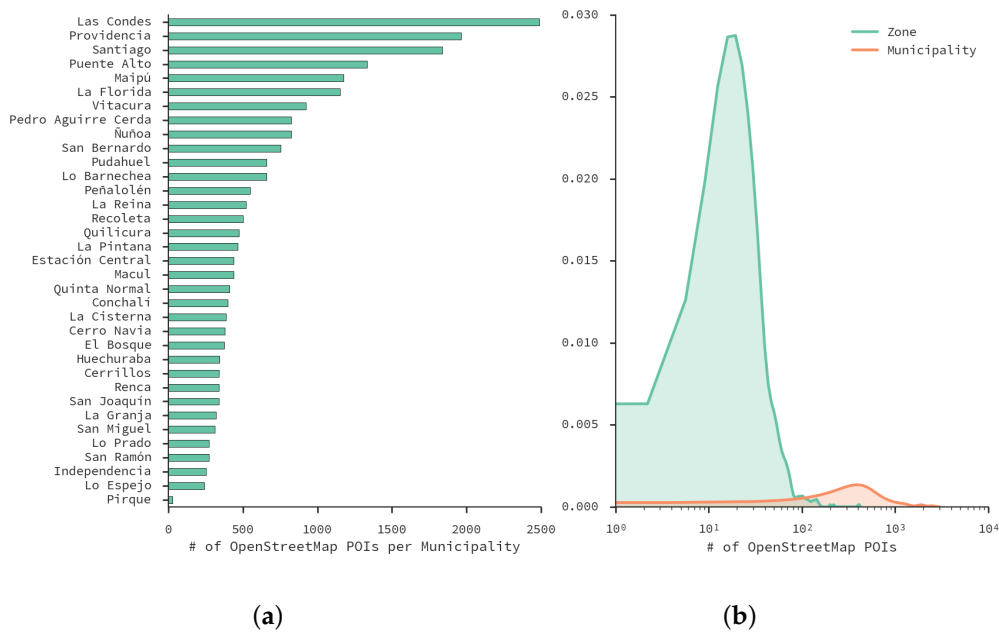 Las Condes
Providencia
Santiago
Puente Alto
Maipú
La Florida
Vitacura
Pedro Aguirre Cerda
Ñuñoa
San Bernardo
Pudahuel
Lo Barnechea
Peñalolén
La Reina
Recoleta
Quilicura
La Pintana
Estación Central
Macul
Quinta Normal
Conchalí
La Cisterna
Cerro Navia
El Bosque
Huechuraba
Cerrillos
Renca
San Joaquín
La Granja
San Miguel
Lo Prado
San Ramón
Independencia
Lo Espejo
Pirque
0 500 1000 1500 2000 2500
# of OpenStreetMap POIs per Municipality
(a)
0.030
0.025
0.020
0.015
0.010
0.005
0.000
Zone
Municipality
10⁰ 10¹ 10² 10³ 10⁴
# of OpenStreetMap POIs
(b)